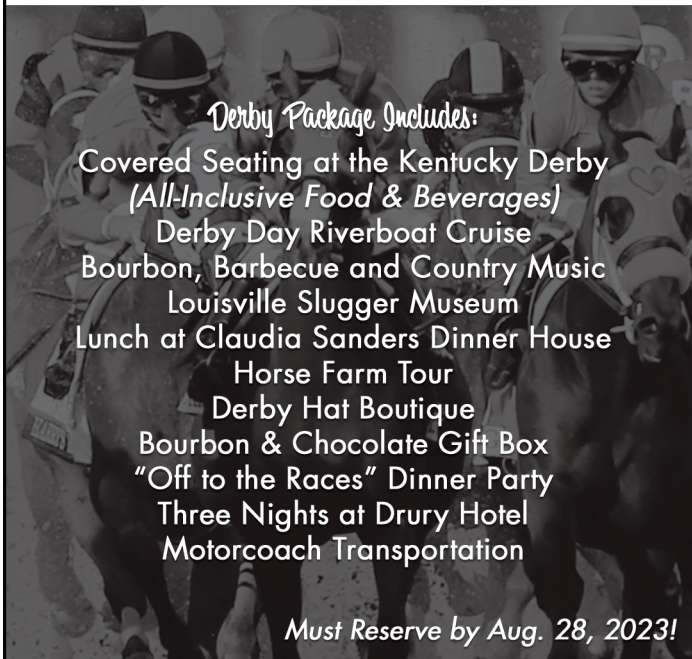 Derby Package Includes:
Covered Seating at the Kentucky Derby
(All-Inclusive Food & Beverages)
Derby Day Riverboat Cruise
Bourbon, Barbecue and Country Music
Louisville Slugger Museum
Lunch at Claudia Sanders Dinner House
Horse Farm Tour
Derby Hat Boutique
Bourbon & Chocolate Gift Box
"Off to the Races" Dinner Party
Three Nights at Drury Hotel
Motorcoach Transportation
Must Reserve by Aug. 28, 2023!